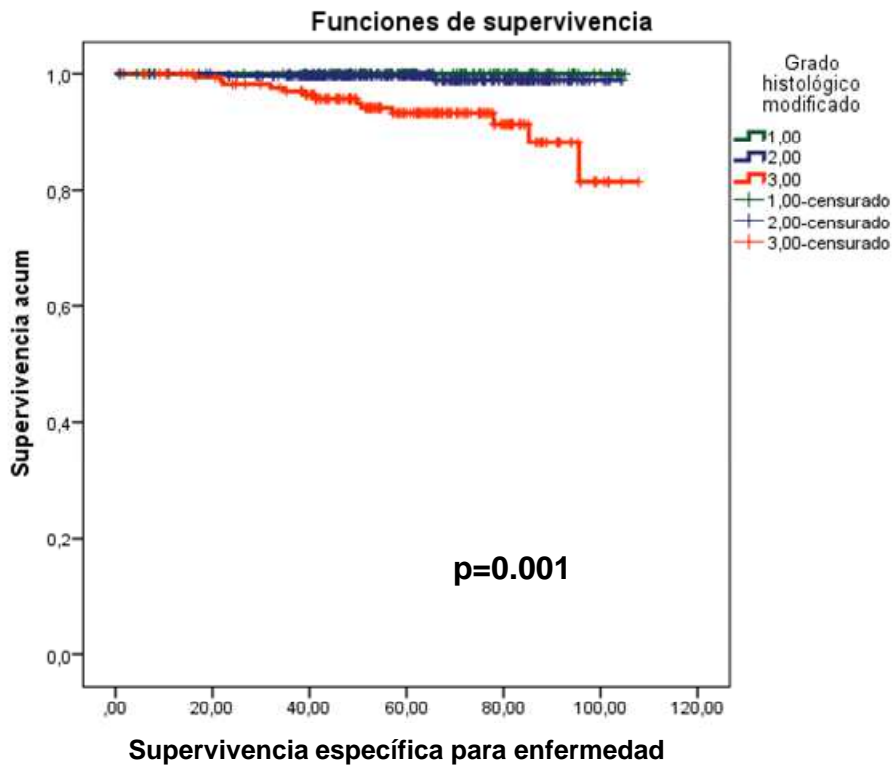 Funciones de supervivencia
Grado
histológico
modificado
1,00
2,00
3,00
1,00-censurado
2,00-censurado
3,00-censurado
Supervivencia acum
1,0
0,8
0,6
0,4
0,2
0,0
p=0.001
,00
20,00
40,00
60,00
80,00
100,00
120,00
Supervivencia específica para enfermedad